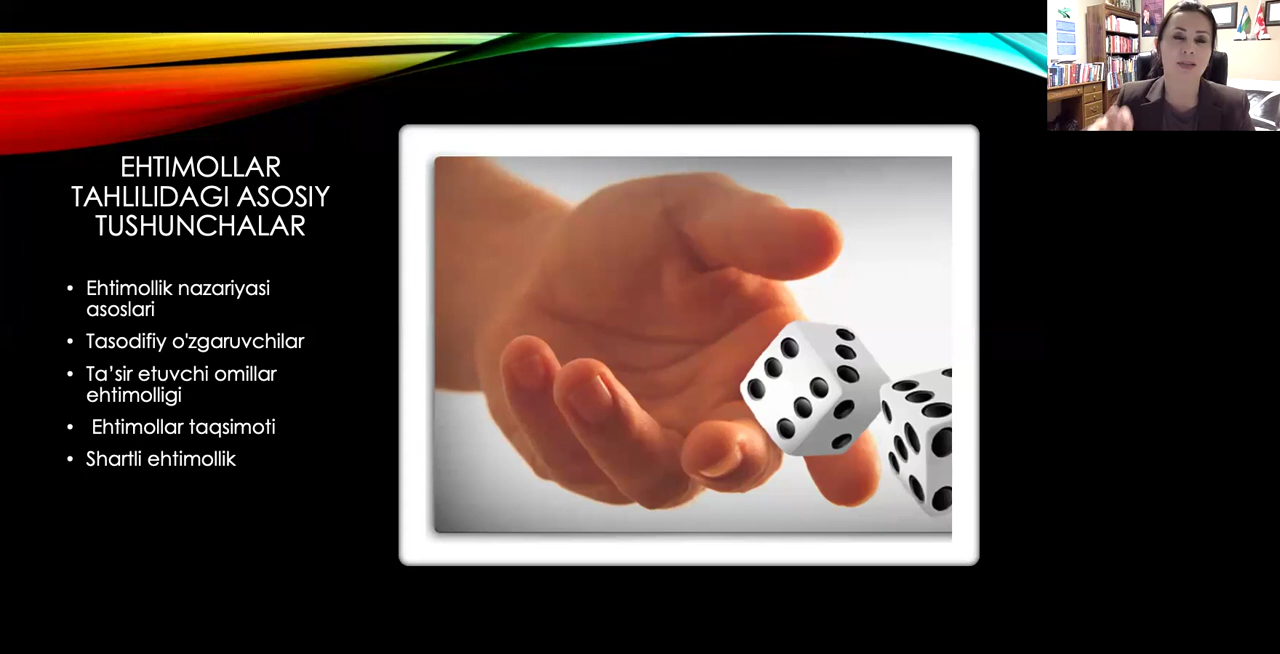 EHTIMOLLAR
TAHLILIDAGI ASOSIY
TUSHUNCHALAR
• Ehtimollik nazariyasi
asoslari
• Tasodifiy o'zgaruvchilar
• Ta’sir etuvchi omillar
ehtimolligi
• Ehtimollar taqsimoti
• Shartli ehtimollik